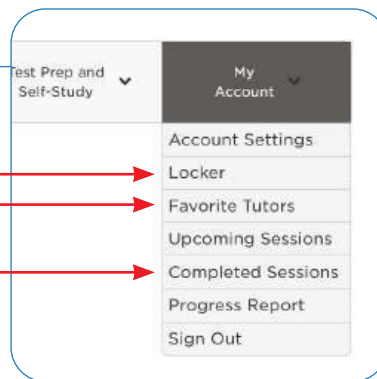 Test Prep and
Self-Study
My
Account
Account Settings
Locker
Favorite Tutors
Upcoming Sessions
Completed Sessions
Progress Report
Sign Out